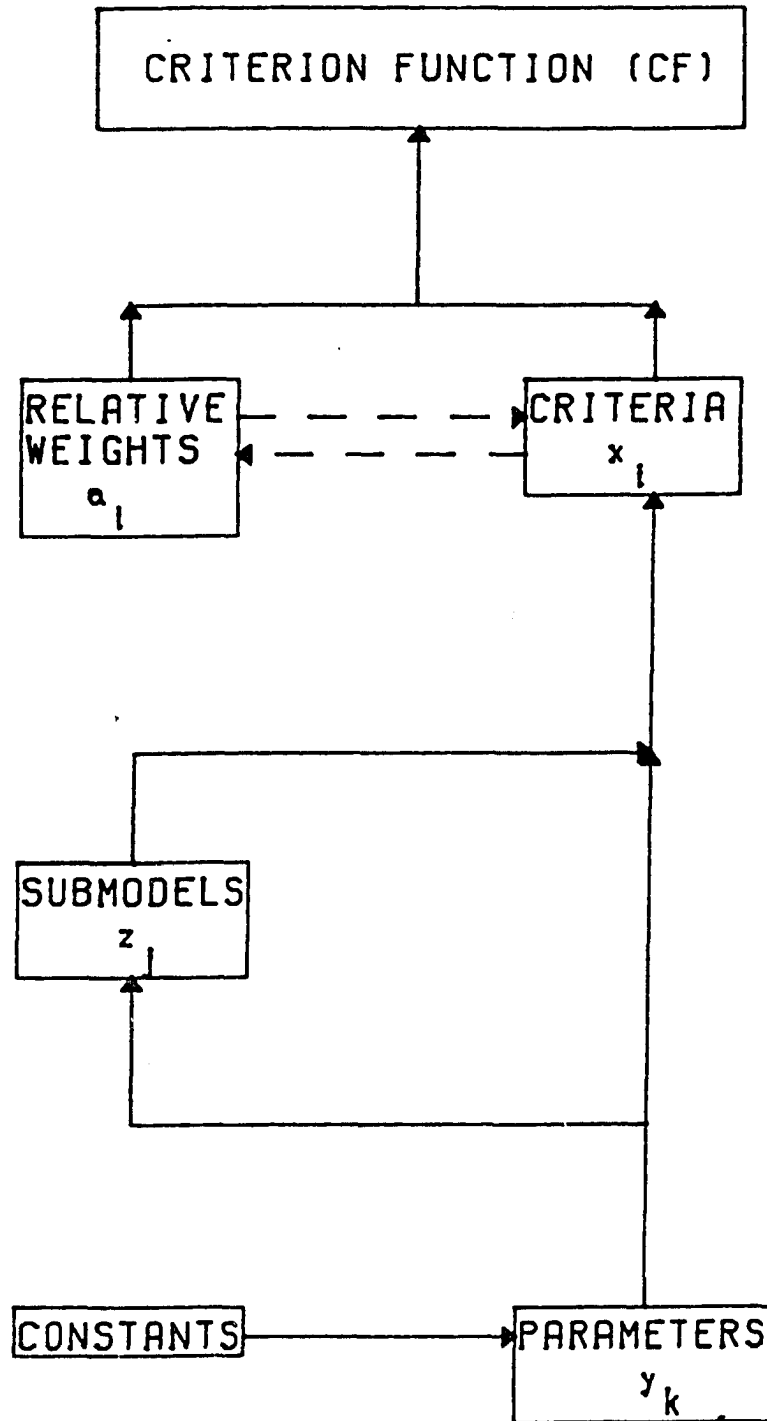 CRITERION FUNCTION (CF)
RELATIVE
WEIGHTS
a i
CRITERIA
x i
SUBMODELS
z j
CONSTANTS
PARAMETERS
y k